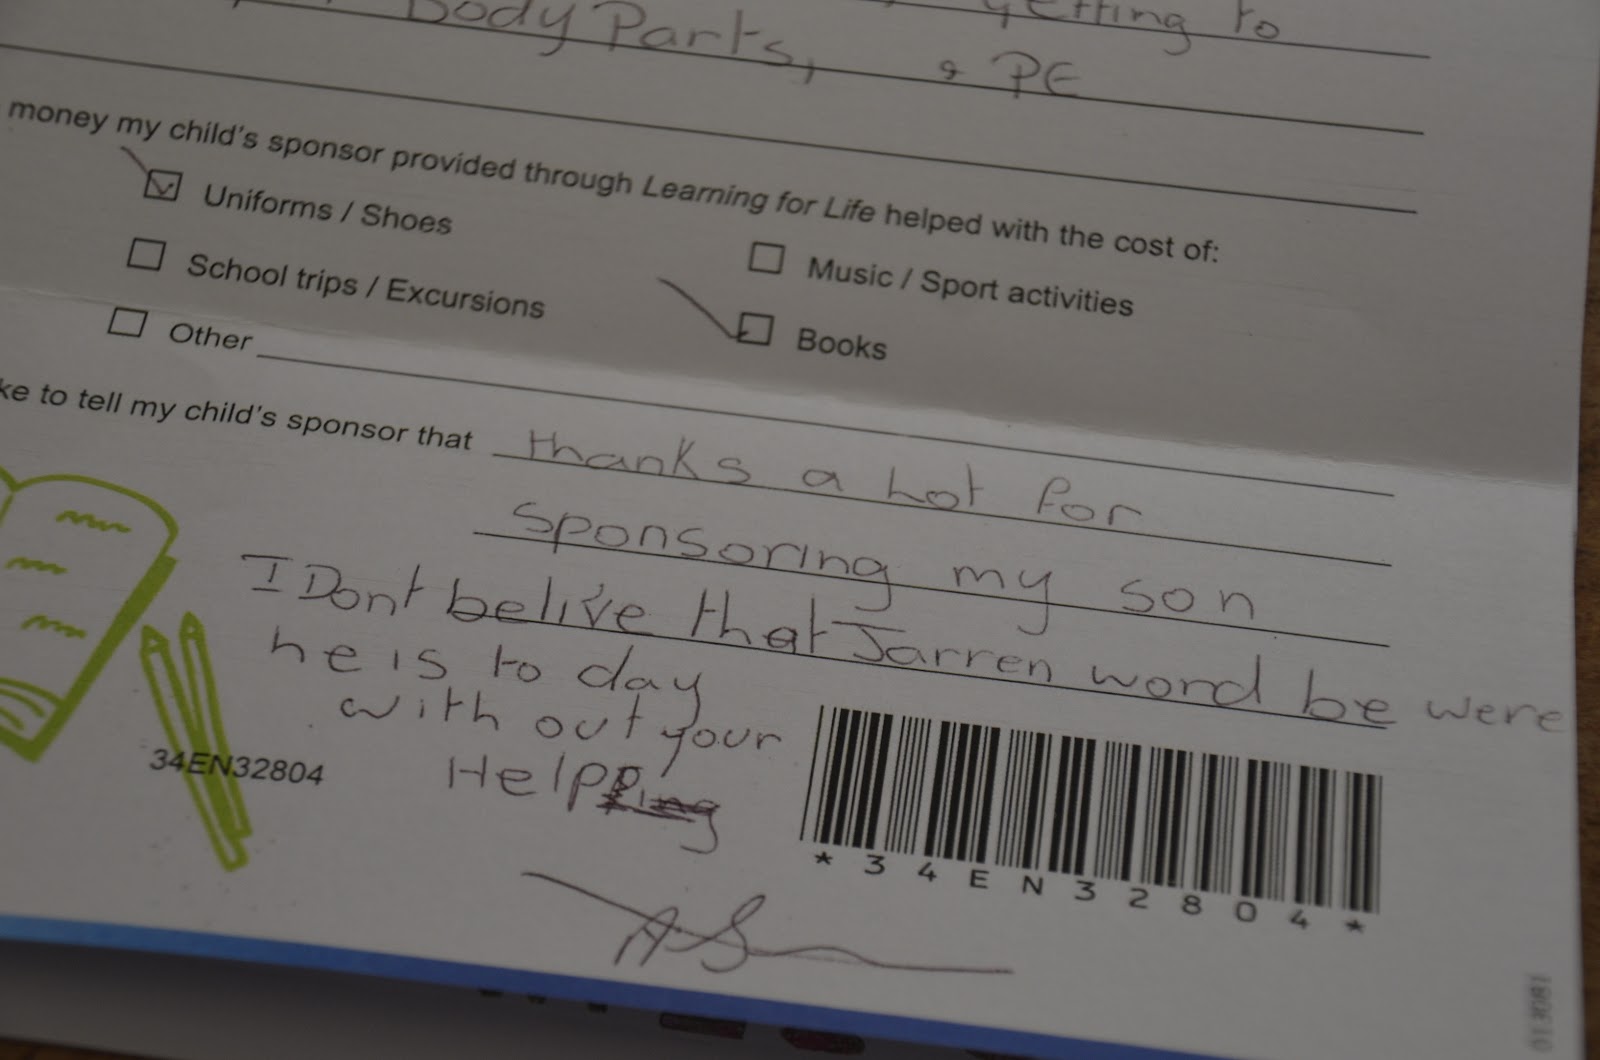 getting to
Body Parts, & PE
money my child's sponsor provided through Learning for Life helped with the cost of:
Uniforms / Shoes
Music / Sport activities
School trips / Excursions
Books
Other
ke to tell my child's sponsor that thanks a lot for
sponsoring my son
I Dont belive that Jarren word be were
he is to day
with out your
Help
34EN32804
*34EN32804*